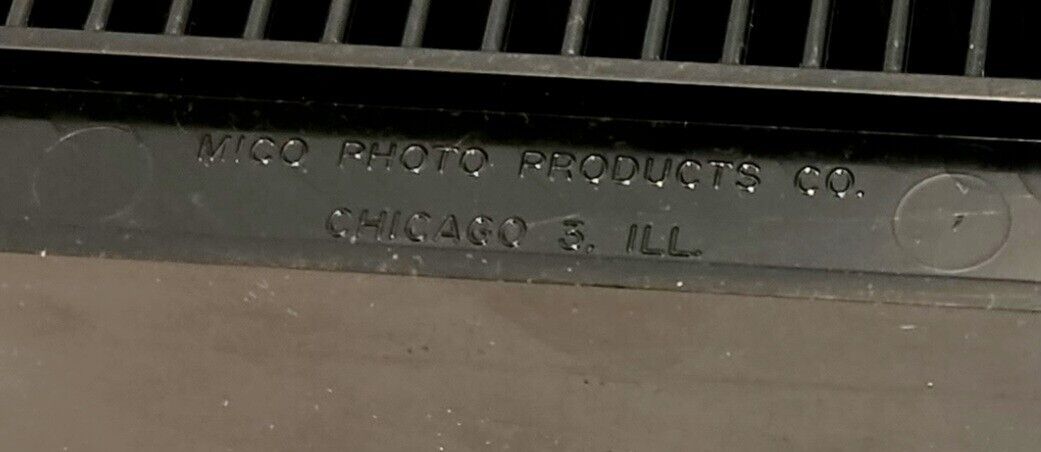 MICO PHOTO PRODUCTS CO.
CHICAGO 3. ILL.